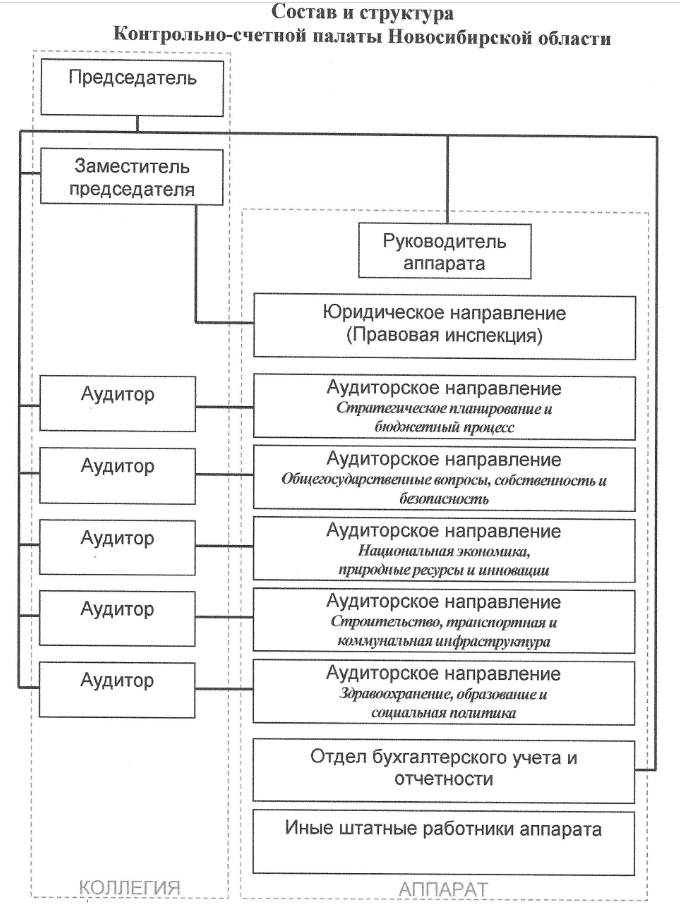 Состав и структура
Контрольно-счетной палаты Новосибирской области
Председатель
Заместитель
председателя
Руководитель
аппарата
Юридическое направление
(Правовая инспекция)
Аудитор
Аудиторское направление
Стратегическое планирование и
бюджетный процесс
Аудитор
Аудиторское направление
Общегосударственные вопросы, собственность и
безопасность
Аудитор
Аудиторское направление
Национальная экономика,
природные ресурсы и инновации
Аудитор
Аудиторское направление
Строительство, транспортная и
коммунальная инфраструктура
Аудитор
Аудиторское направление
Здравоохранение, образование и
социальная политика
Отдел бухгалтерского учета и
отчетности
Иные штатные работники аппарата
КОЛЛЕГИЯ
АППАРАТ